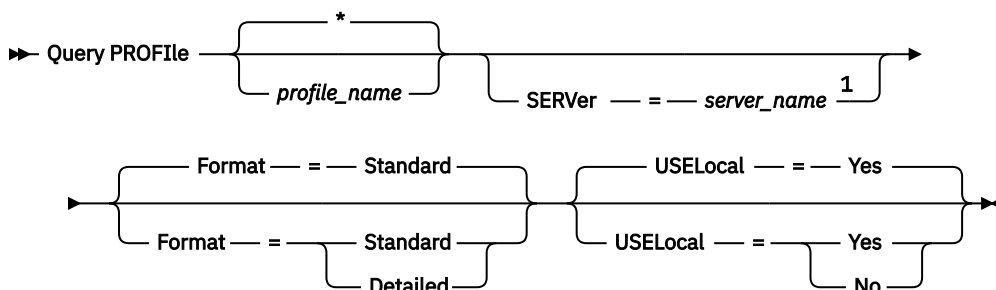 *
Query PROFIle
profile_name
SERVer = server_name 1
Format = Standard USELocal = Yes
Format = Standard USELocal = Yes
Detailed No